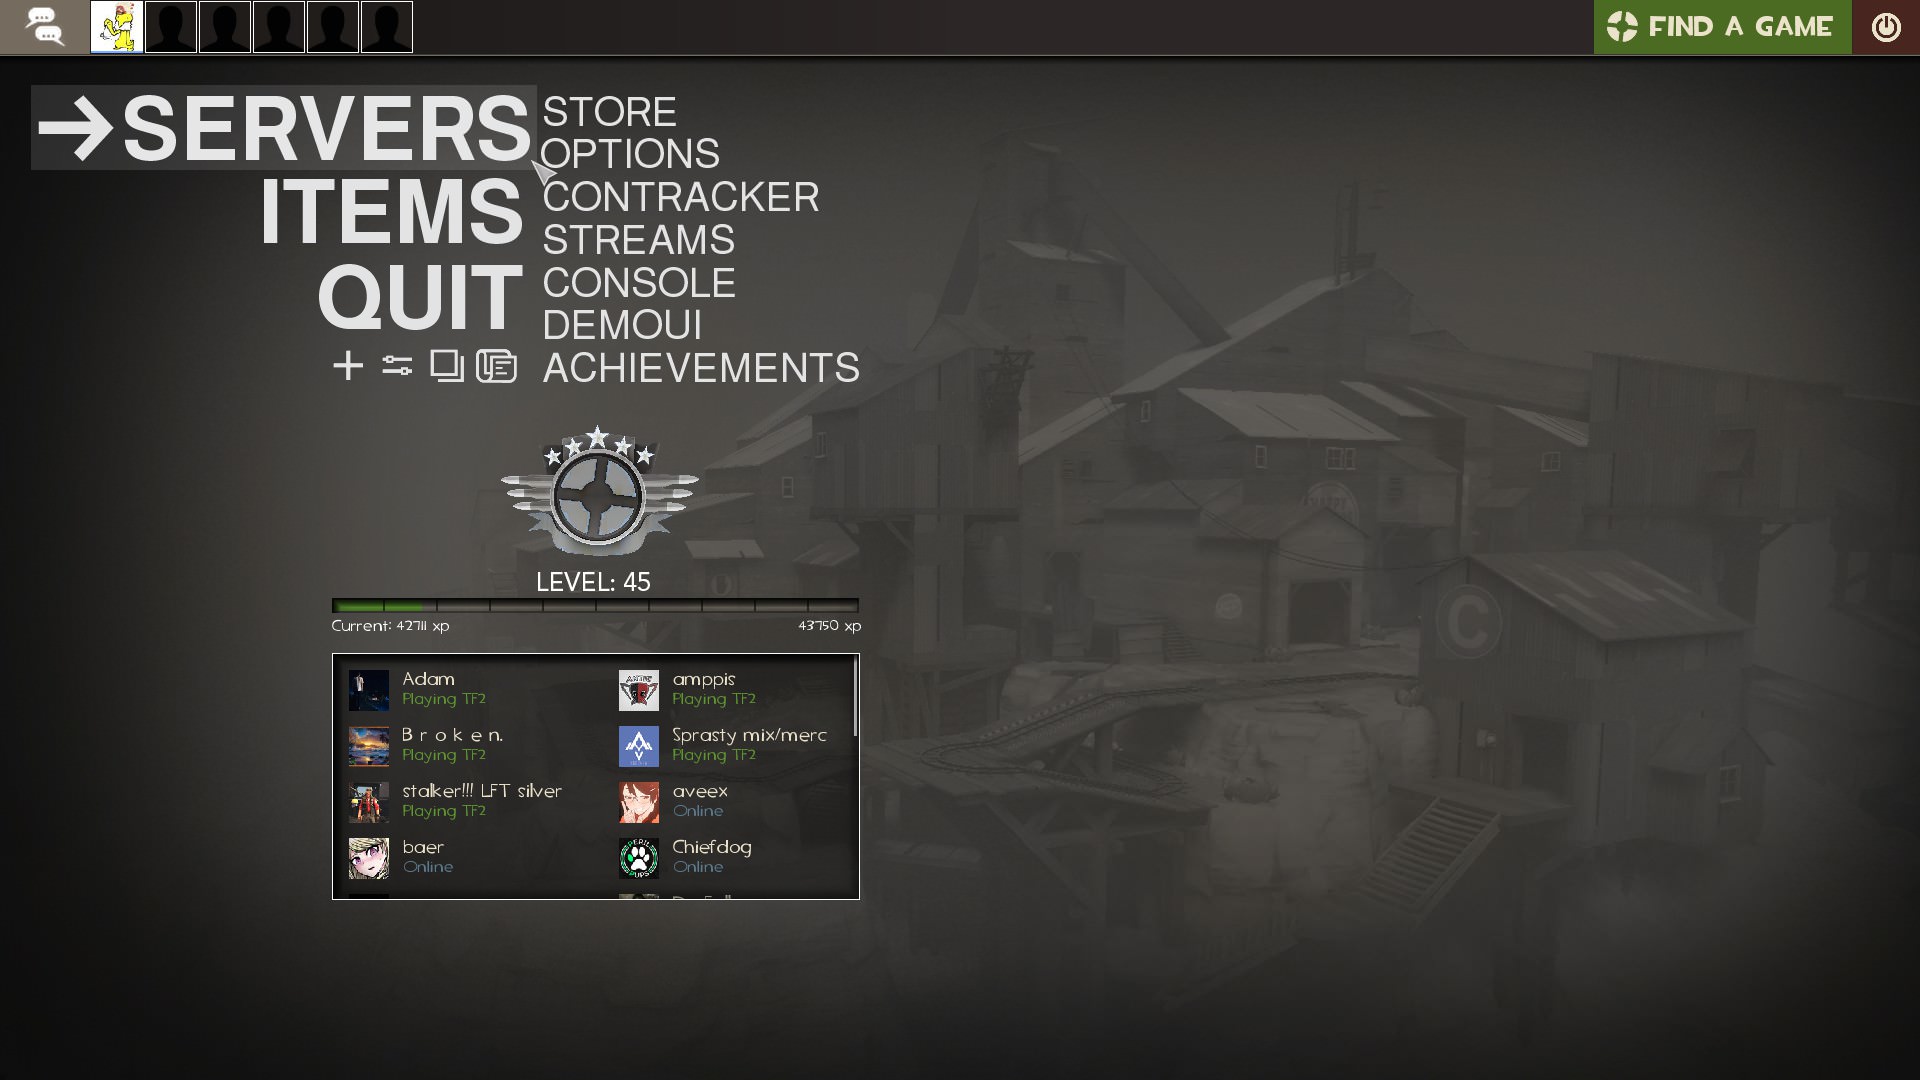 FIND A GAME
→SERVERS
ITEMS
QUIT
STORE
OPTIONS
CONTRACKER
STREAMS
CONSOLE
DEMOUI
ACHIEVEMENTS
LEVEL: 45
Current: 42711 xp
43750 xp
Adam
Playing TF2
amppis
Playing TF2
B r o k e n.
Playing TF2
Sprasty mix/merc
Playing TF2
stalker!!! LFT silver
Playing TF2
aveex
Online
baer
Online
Chiefdog
Online
C